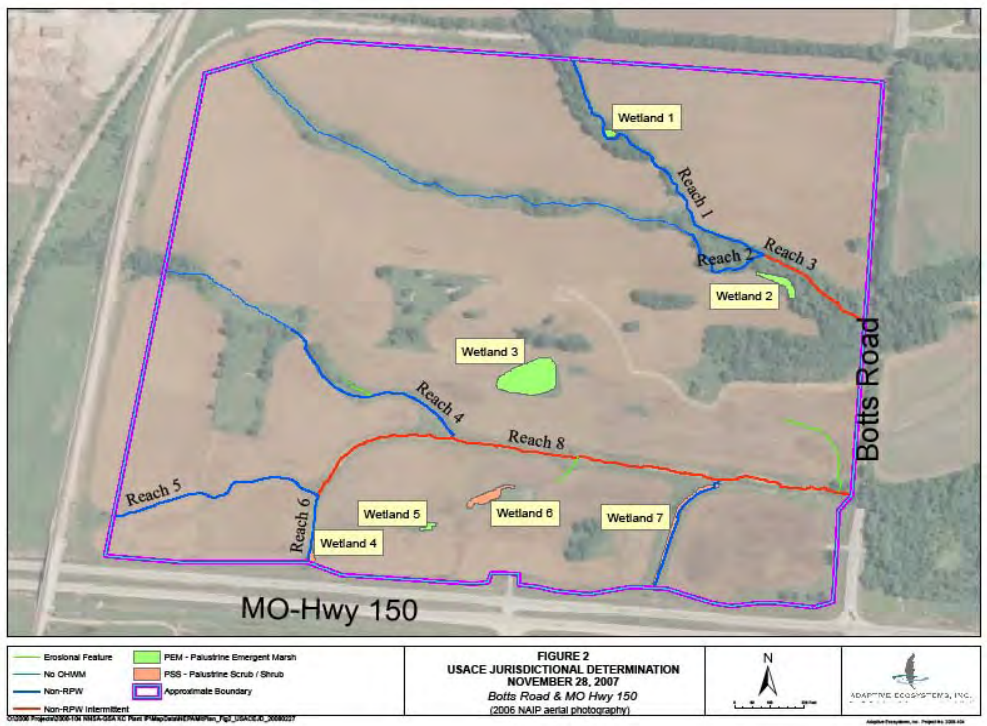 Wetland 1
Reach 1
Reach 2
Reach 3
Wetland 2
Botts Road
Wetland 3
Reach 4
Reach 8
Reach 5
Reach 6
Wetland 5
Wetland 6
Wetland 7
Wetland 4
MO-Hwy 150
Erosional Feature
No OHWM
Non-RPW
Non-RPW Intermittent
PEM - Palustrine Emergent Marsh
PSS - Palustrine Scrub / Shrub
Approximate Boundary
FIGURE 2
USACE JURISDICTIONAL DETERMINATION
NOVEMBER 28, 2007
Botts Road & MO Hwy 150
(2006 NAIP aerial photography)
N
ADAPTIVE ECOSYSTEMS, INC.